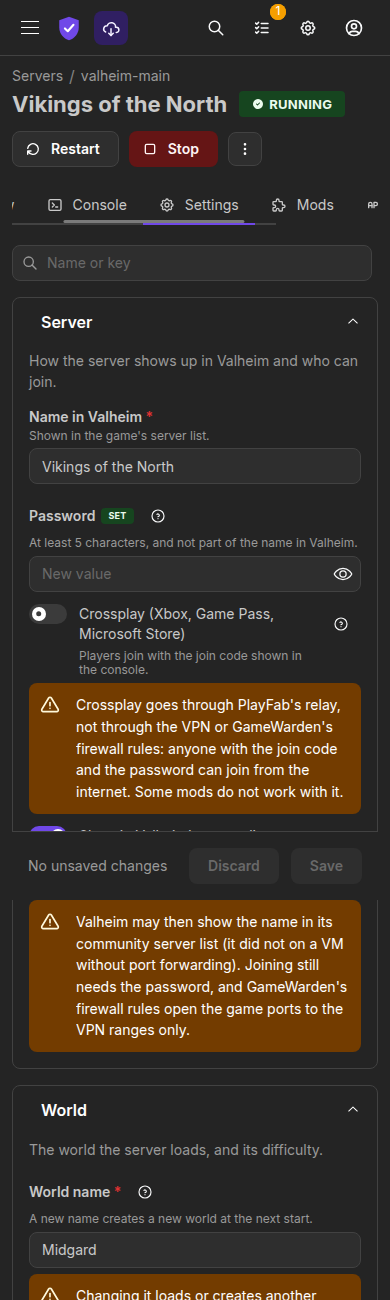 1
Servers / valheim-main
Vikings of the North
RUNNING
Restart
Stop
Console
Settings
Mods
Name or key
Server
How the server shows up in Valheim and who can
join.
Name in Valheim *
Shown in the game's server list.
Vikings of the North
Password
SET
At least 5 characters, and not part of the name in Valheim.
New value
Crossplay (Xbox, Game Pass,
Microsoft Store)
Players join with the join code shown in
the console.
Crossplay goes through PlayFab's relay,
not through the VPN or GameWarden's
firewall rules: anyone with the join code
and the password can join from the
internet. Some mods do not work with it.
No unsaved changes
Discard
Save
Valheim may then show the name in its
community server list (it did not on a VM
without port forwarding). Joining still
needs the password, and GameWarden's
firewall rules open the game ports to the
VPN ranges only.
World
The world the server loads, and its difficulty.
World name *
A new name creates a new world at the next start.
Midgard
Changing it loads or creates another